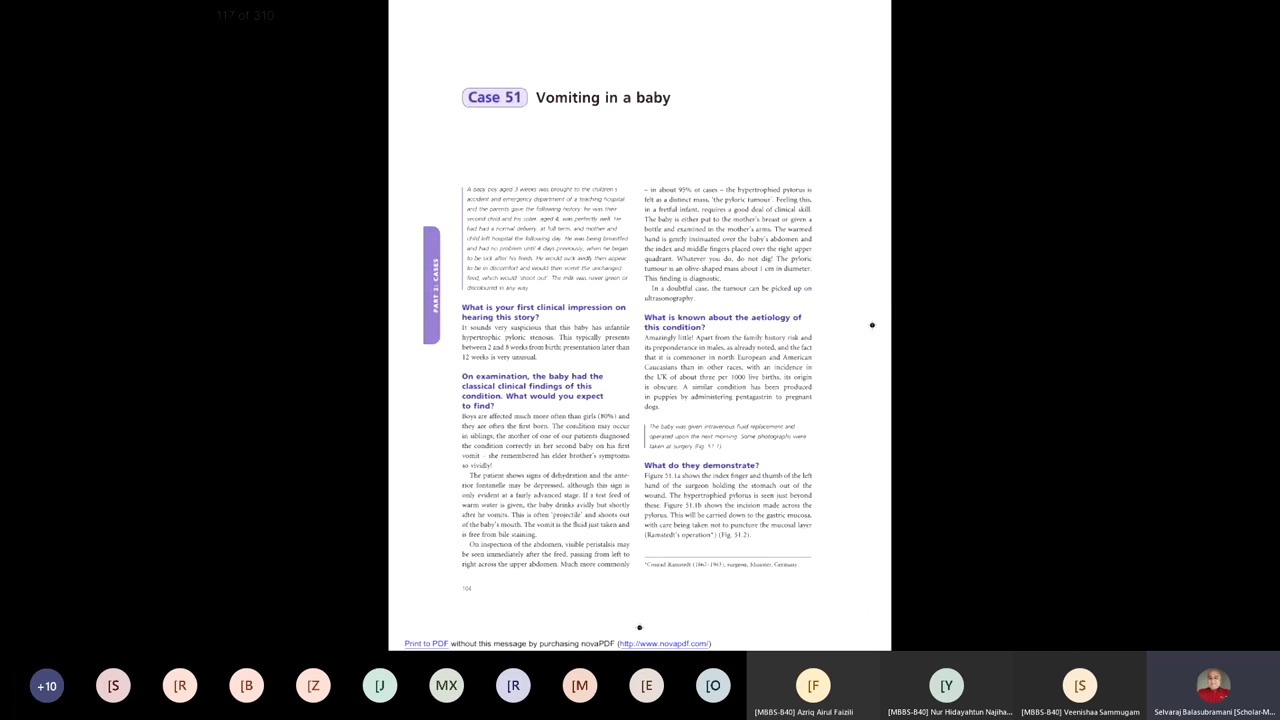 117 of 310
Case 51 Vomiting in a baby
A baby boy aged 3 weeks was brought to the children's
accident and emergency department of a teaching hospital
and the parents gave the following history: he was their
second child and his sister, aged 4, was perfectly well. He
had had a normal delivery, at full term, and mother and
child left hospital the following day. He was being breastfed
and had no problem until 4 days previously, when he began
to be sick after his feeds. He would suck avidly then appear
to be in discomfort and would then vomit the unchanged
feed, which would 'shoot out'. The milk was never green or
discoloured in any way.
What is your first clinical impression on
hearing this story?
It sounds very suspicious that this baby has infantile
hypertrophic pyloric stenosis. This typically presents
between 2 and 8 weeks from birth; presentation later than
12 weeks is very unusual.
On examination, the baby had the
classical clinical findings of this
condition. What would you expect
to find?
Boys are affected much more often than girls (80%) and
they are often the first born. The condition may occur
in siblings; the mother of one of our patients diagnosed
the condition correctly in her second baby on his first
vomit – she remembered his elder brother's symptoms
so vividly!
The patient shows signs of dehydration and the ante-
rior fontanelle may be depressed, although this sign is
only evident at a fairly advanced stage. If a test feed of
warm water is given, the baby drinks avidly but shortly
after he vomits. This is often 'projectile' and shoots out
of the baby's mouth. The vomit is the fluid just taken and
is free from bile staining.
On inspection of the abdomen, visible peristalsis may
be seen immediately after the feed, passing from left to
right across the upper abdomen. Much more commonly
– in about 95% of cases – the hypertrophied pylorus is
felt as a distinct mass, 'the pyloric tumour'. Feeling this,
in a fretful infant, requires a good deal of clinical skill.
The baby is either put to the mother's breast or given a
bottle and examined in the mother's arms. The warmed
hand is gently insinuated over the baby's abdomen and
the index and middle fingers placed over the right upper
quadrant. Whatever you do, do not dig! The pyloric
tumour is an olive-shaped mass about 1 cm in diameter.
This finding is diagnostic.
In a doubtful case, the tumour can be picked up on
ultrasonography.
What is known about the aetiology of
this condition?
Amazingly little! Apart from the family history risk and
its preponderance in males, as already noted, and the fact
that it is commoner in north European and American
Caucasians than in other races, with an incidence in
the UK of about three per 1000 live births, its origin
is obscure. A similar condition has been produced
in puppies by administering pentagastrin to pregnant
dogs.
The baby was given intravenous fluid replacement and
operated upon the next morning. Some photographs were
taken at surgery (Fig. 51.1).
What do they demonstrate?
Figure 51.1a shows the index finger and thumb of the left
hand of the surgeon holding the stomach out of the
wound. The hypertrophied pylorus is seen just beyond
these. Figure 51.1b shows the incision made across the
pylorus. This will be carried down to the gastric mucosa,
with care being taken not to puncture the mucosal layer
(Ramstedt's operation*) (Fig. 51.2).
*Conrad Ramstedt (1867–1963), surgeon, Munster, Germany.
PART 2: CASES
104
Print to PDF without this message by purchasing novaPDF (http://www.novapdf.com/)
+10 [S [R [B [Z [J MX [R [M [E [O [F [Y [S
[MBBS-B40] Azriq Airul Faizili [MBBS-B40] Nur Hidayahtun Najiha... [MBBS-B40] Veenishaa Sammugam Selvaraj Balasubramani [Scholar-M...